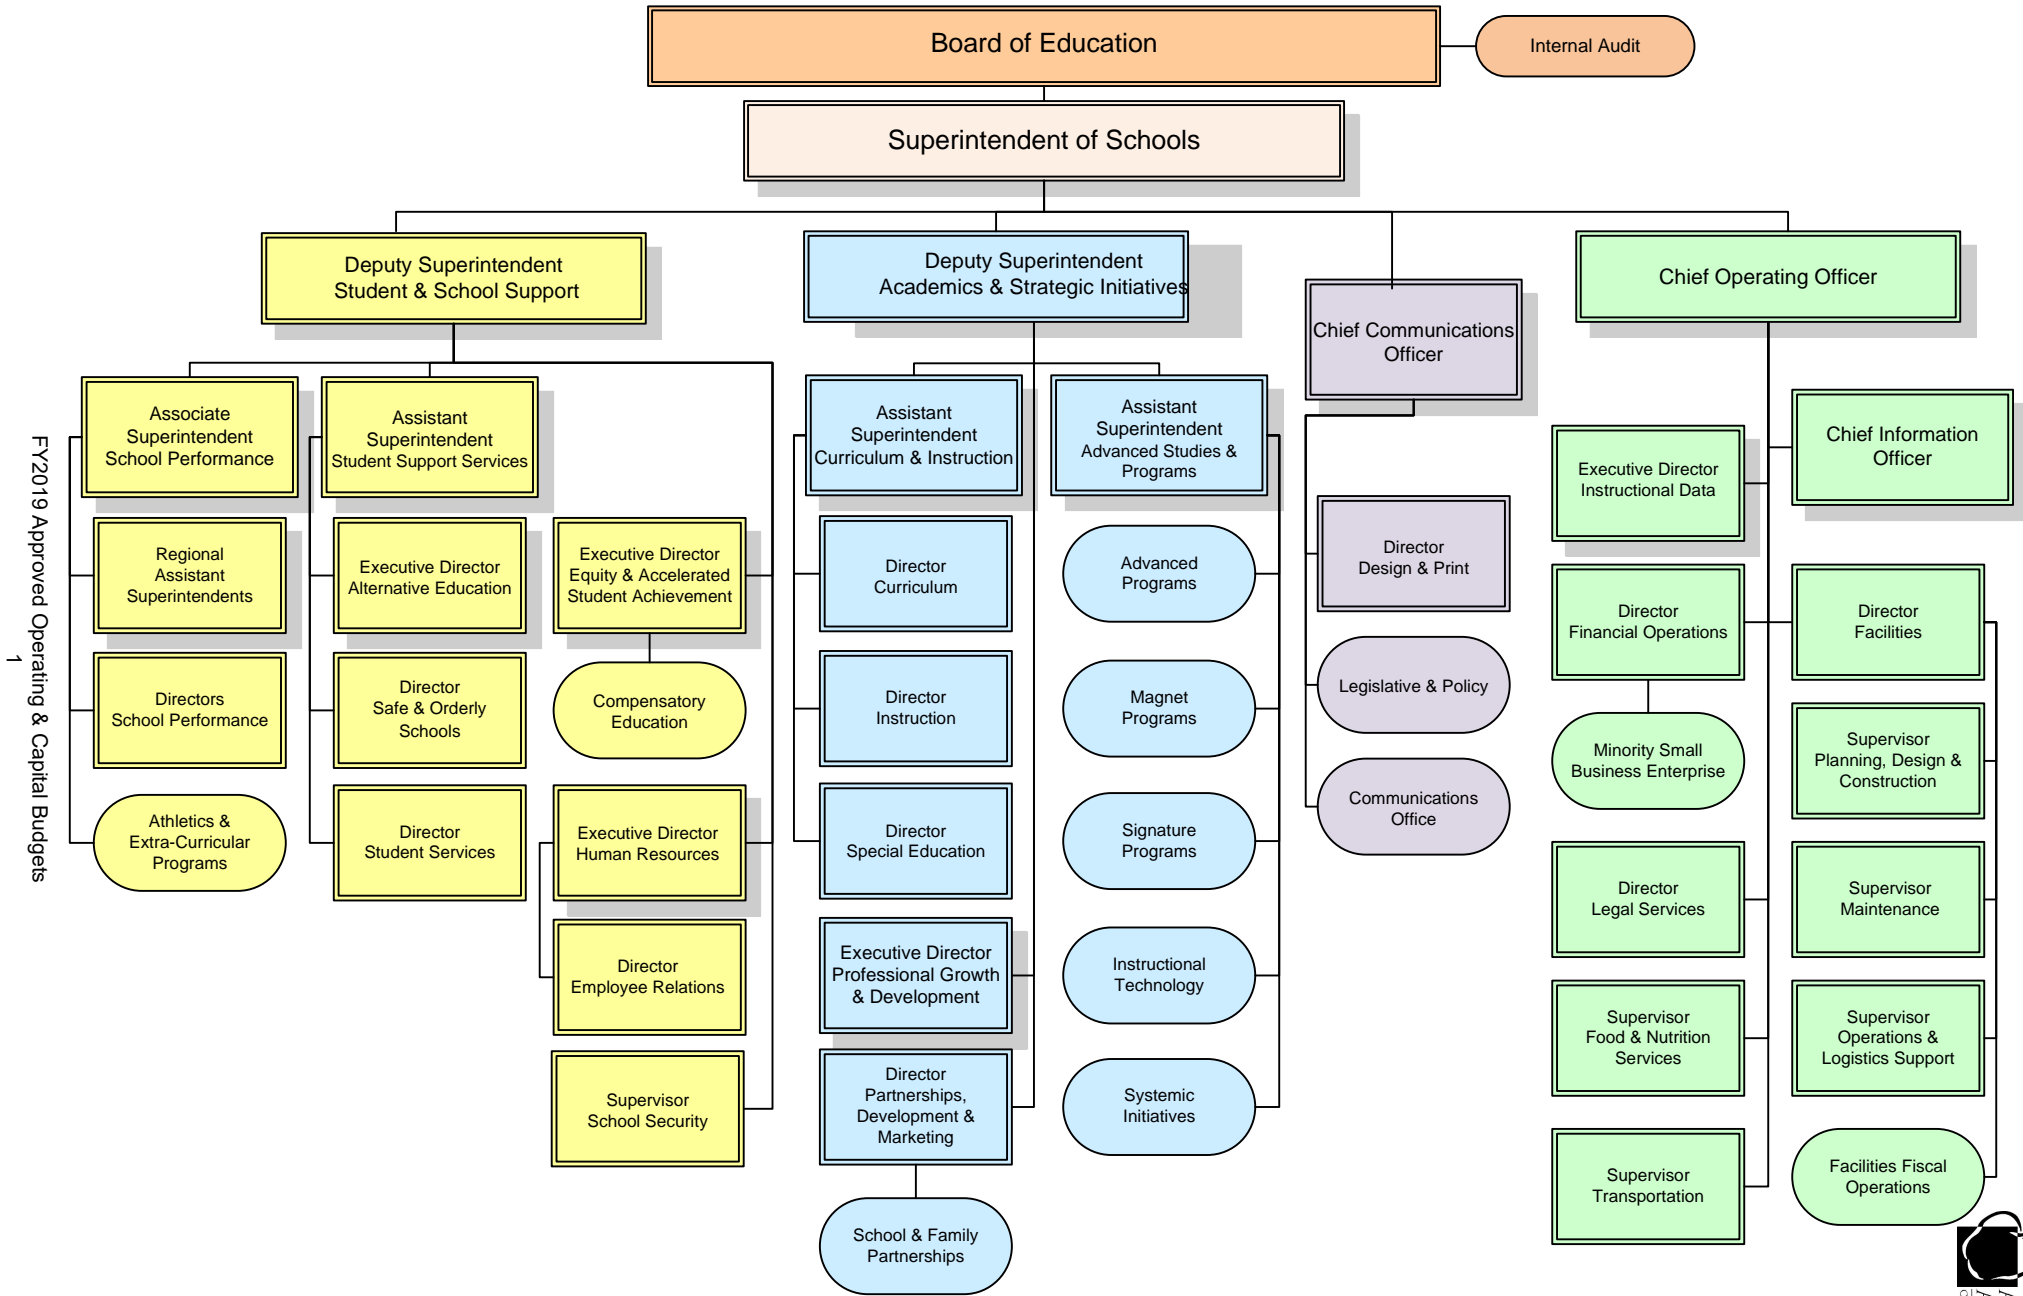 Board of Education
Internal Audit
Superintendent of Schools
Deputy Superintendent
Student & School Support
Deputy Superintendent
Academics & Strategic Initiatives
Chief Communications
Officer
Chief Operating Officer
Associate
Superintendent
School Performance
Regional
Assistant
Superintendents
Directors
School Performance
Athletics &
Extra-Curricular
Programs
Assistant
Superintendent
Student Support Services
Executive Director
Alternative Education
Director
Safe & Orderly
Schools
Director
Student Services
Executive Director
Equity & Accelerated
Student Achievement
Compensatory
Education
Executive Director
Human Resources
Director
Employee Relations
Supervisor
School Security
Assistant
Superintendent
Curriculum & Instruction
Director
Curriculum
Director
Instruction
Director
Special Education
Executive Director
Professional Growth
& Development
Director
Partnerships,
Development &
Marketing
School & Family
Partnerships
Assistant
Superintendent
Advanced Studies &
Programs
Advanced
Programs
Magnet
Programs
Signature
Programs
Instructional
Technology
Systemic
Initiatives
Director
Design & Print
Legislative & Policy
Communications
Office
Executive Director
Instructional Data
Director
Financial Operations
Minority Small
Business Enterprise
Director
Legal Services
Supervisor
Food & Nutrition
Services
Supervisor
Transportation
Chief Information
Officer
Director
Facilities
Supervisor
Planning, Design &
Construction
Supervisor
Maintenance
Supervisor
Operations &
Logistics Support
Facilities Fiscal
Operations
FY2019 Approved Operating & Capital Budgets
1